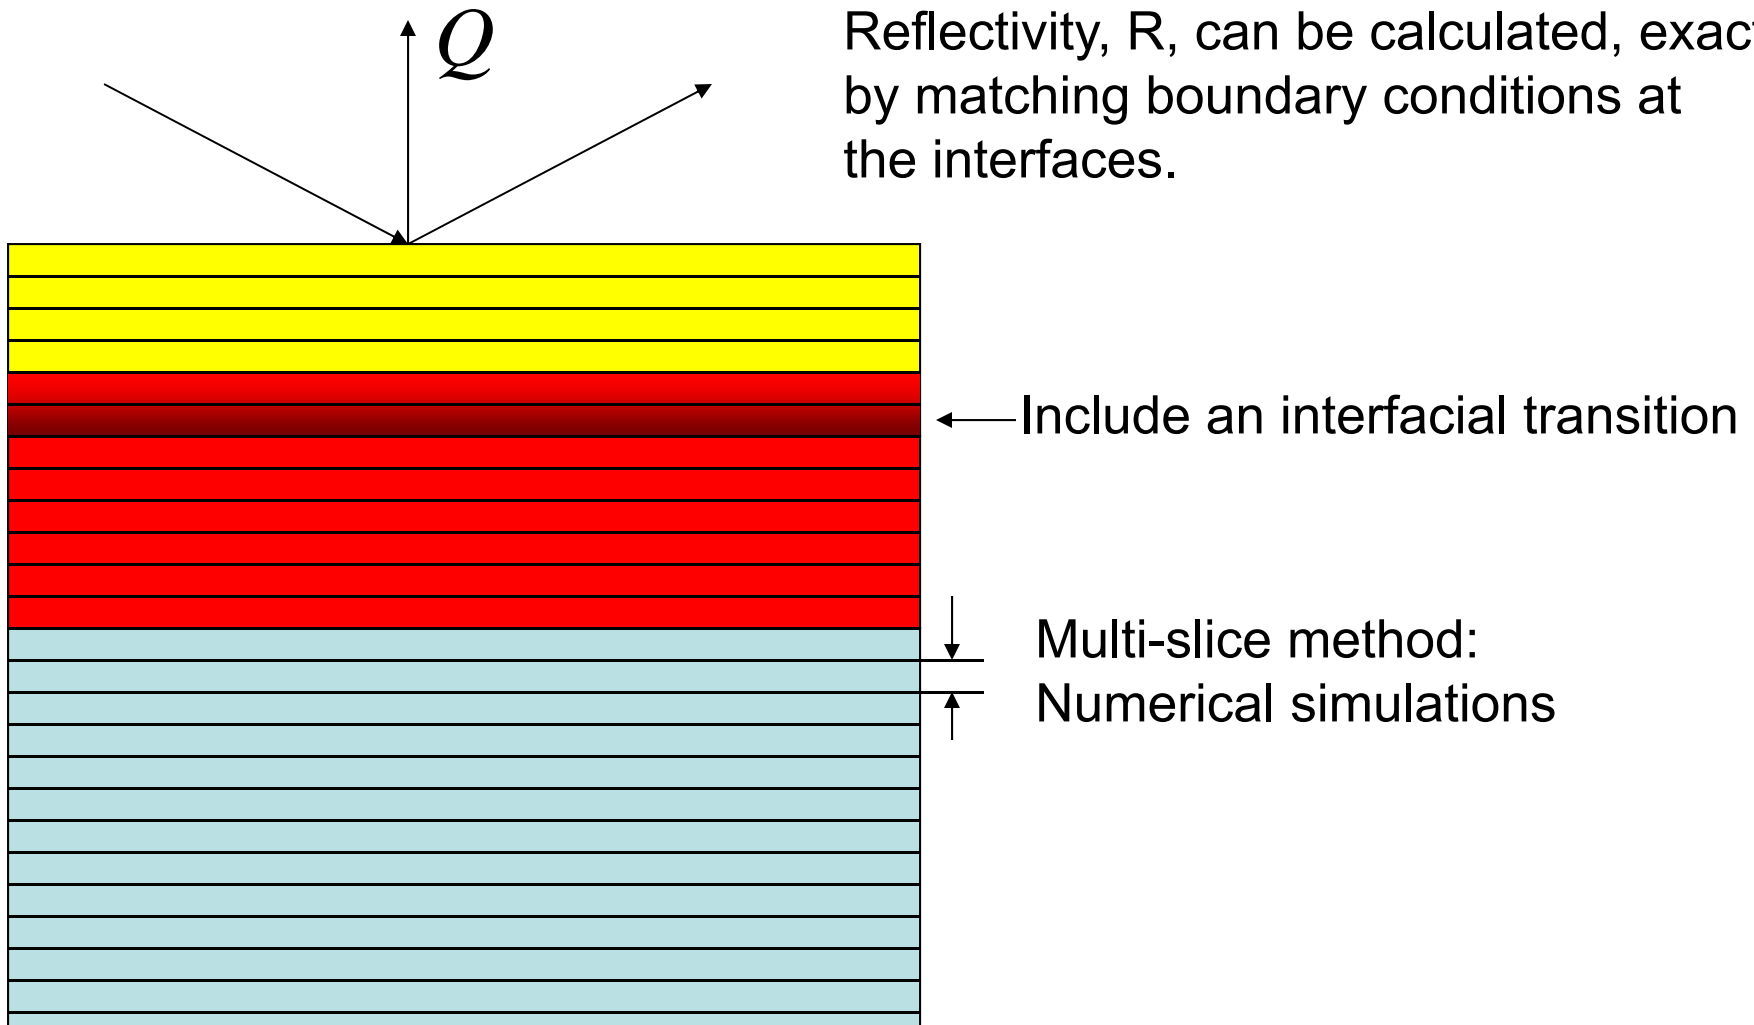 Q
Reflectivity, R, can be calculated, exact
by matching boundary conditions at
the interfaces.
Include an interfacial transition
Multi-slice method:
Numerical simulations